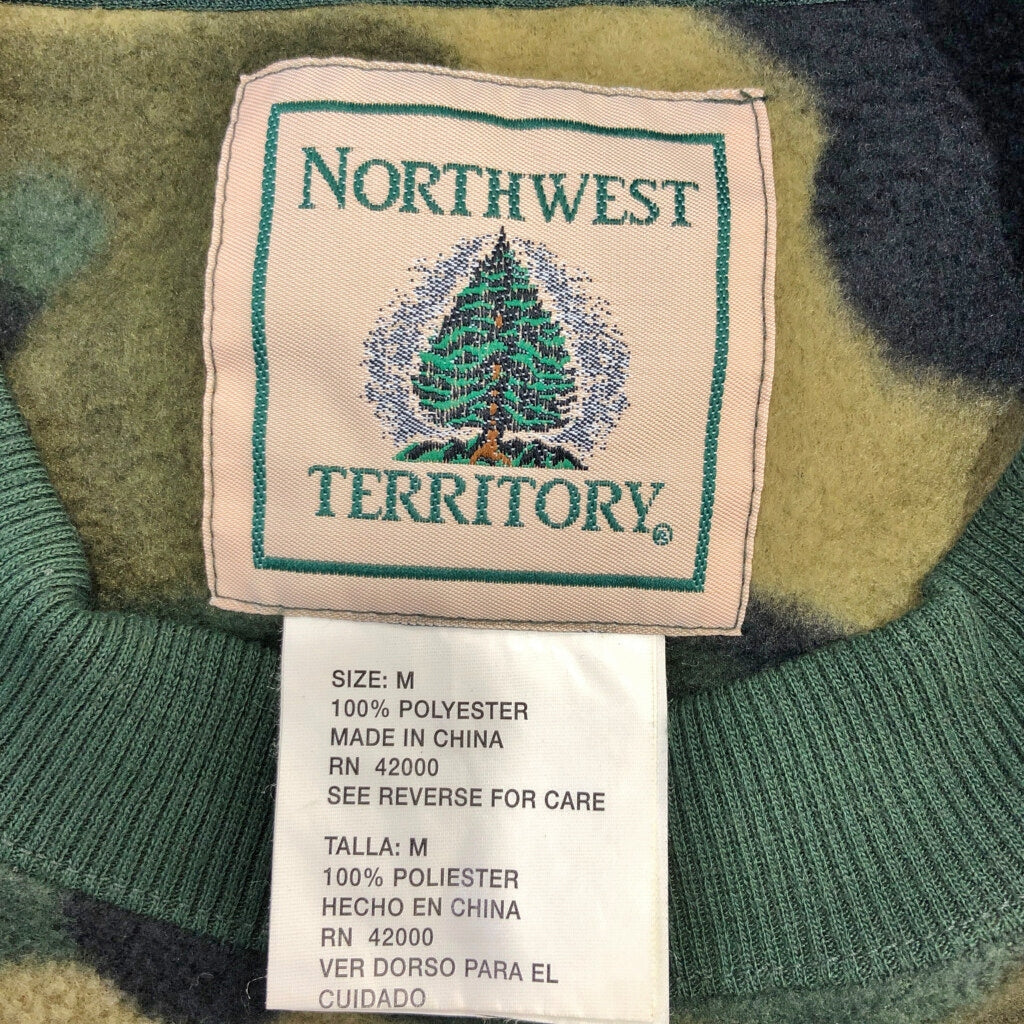 NORTHWEST
TERRITORY®
SIZE: M
100% POLYESTER
MADE IN CHINA
RN 42000
SEE REVERSE FOR CARE
TALLA: M
100% POLIESTER
HECHO EN CHINA
RN 42000
VER DORSO PARA EL
CUIDADO